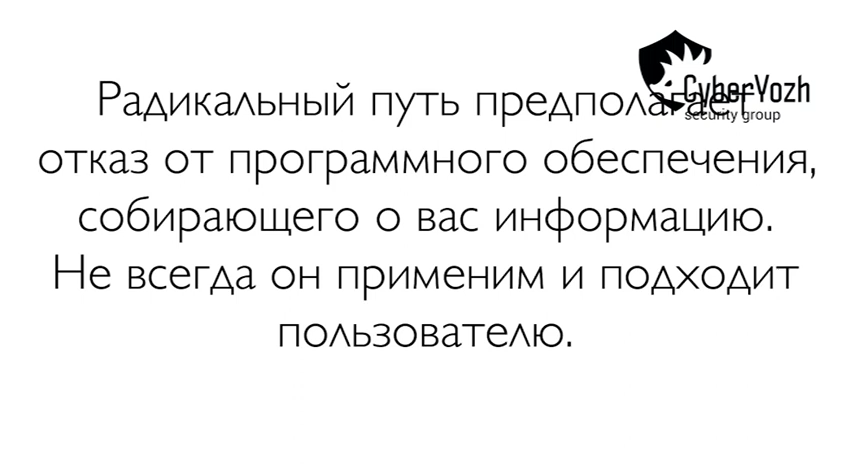 Радикальный путь предполагает
отказ от программного обеспечения,
собирающего о вас информацию.
Не всегда он применим и подходит
пользователю.
CyberYozh
security group